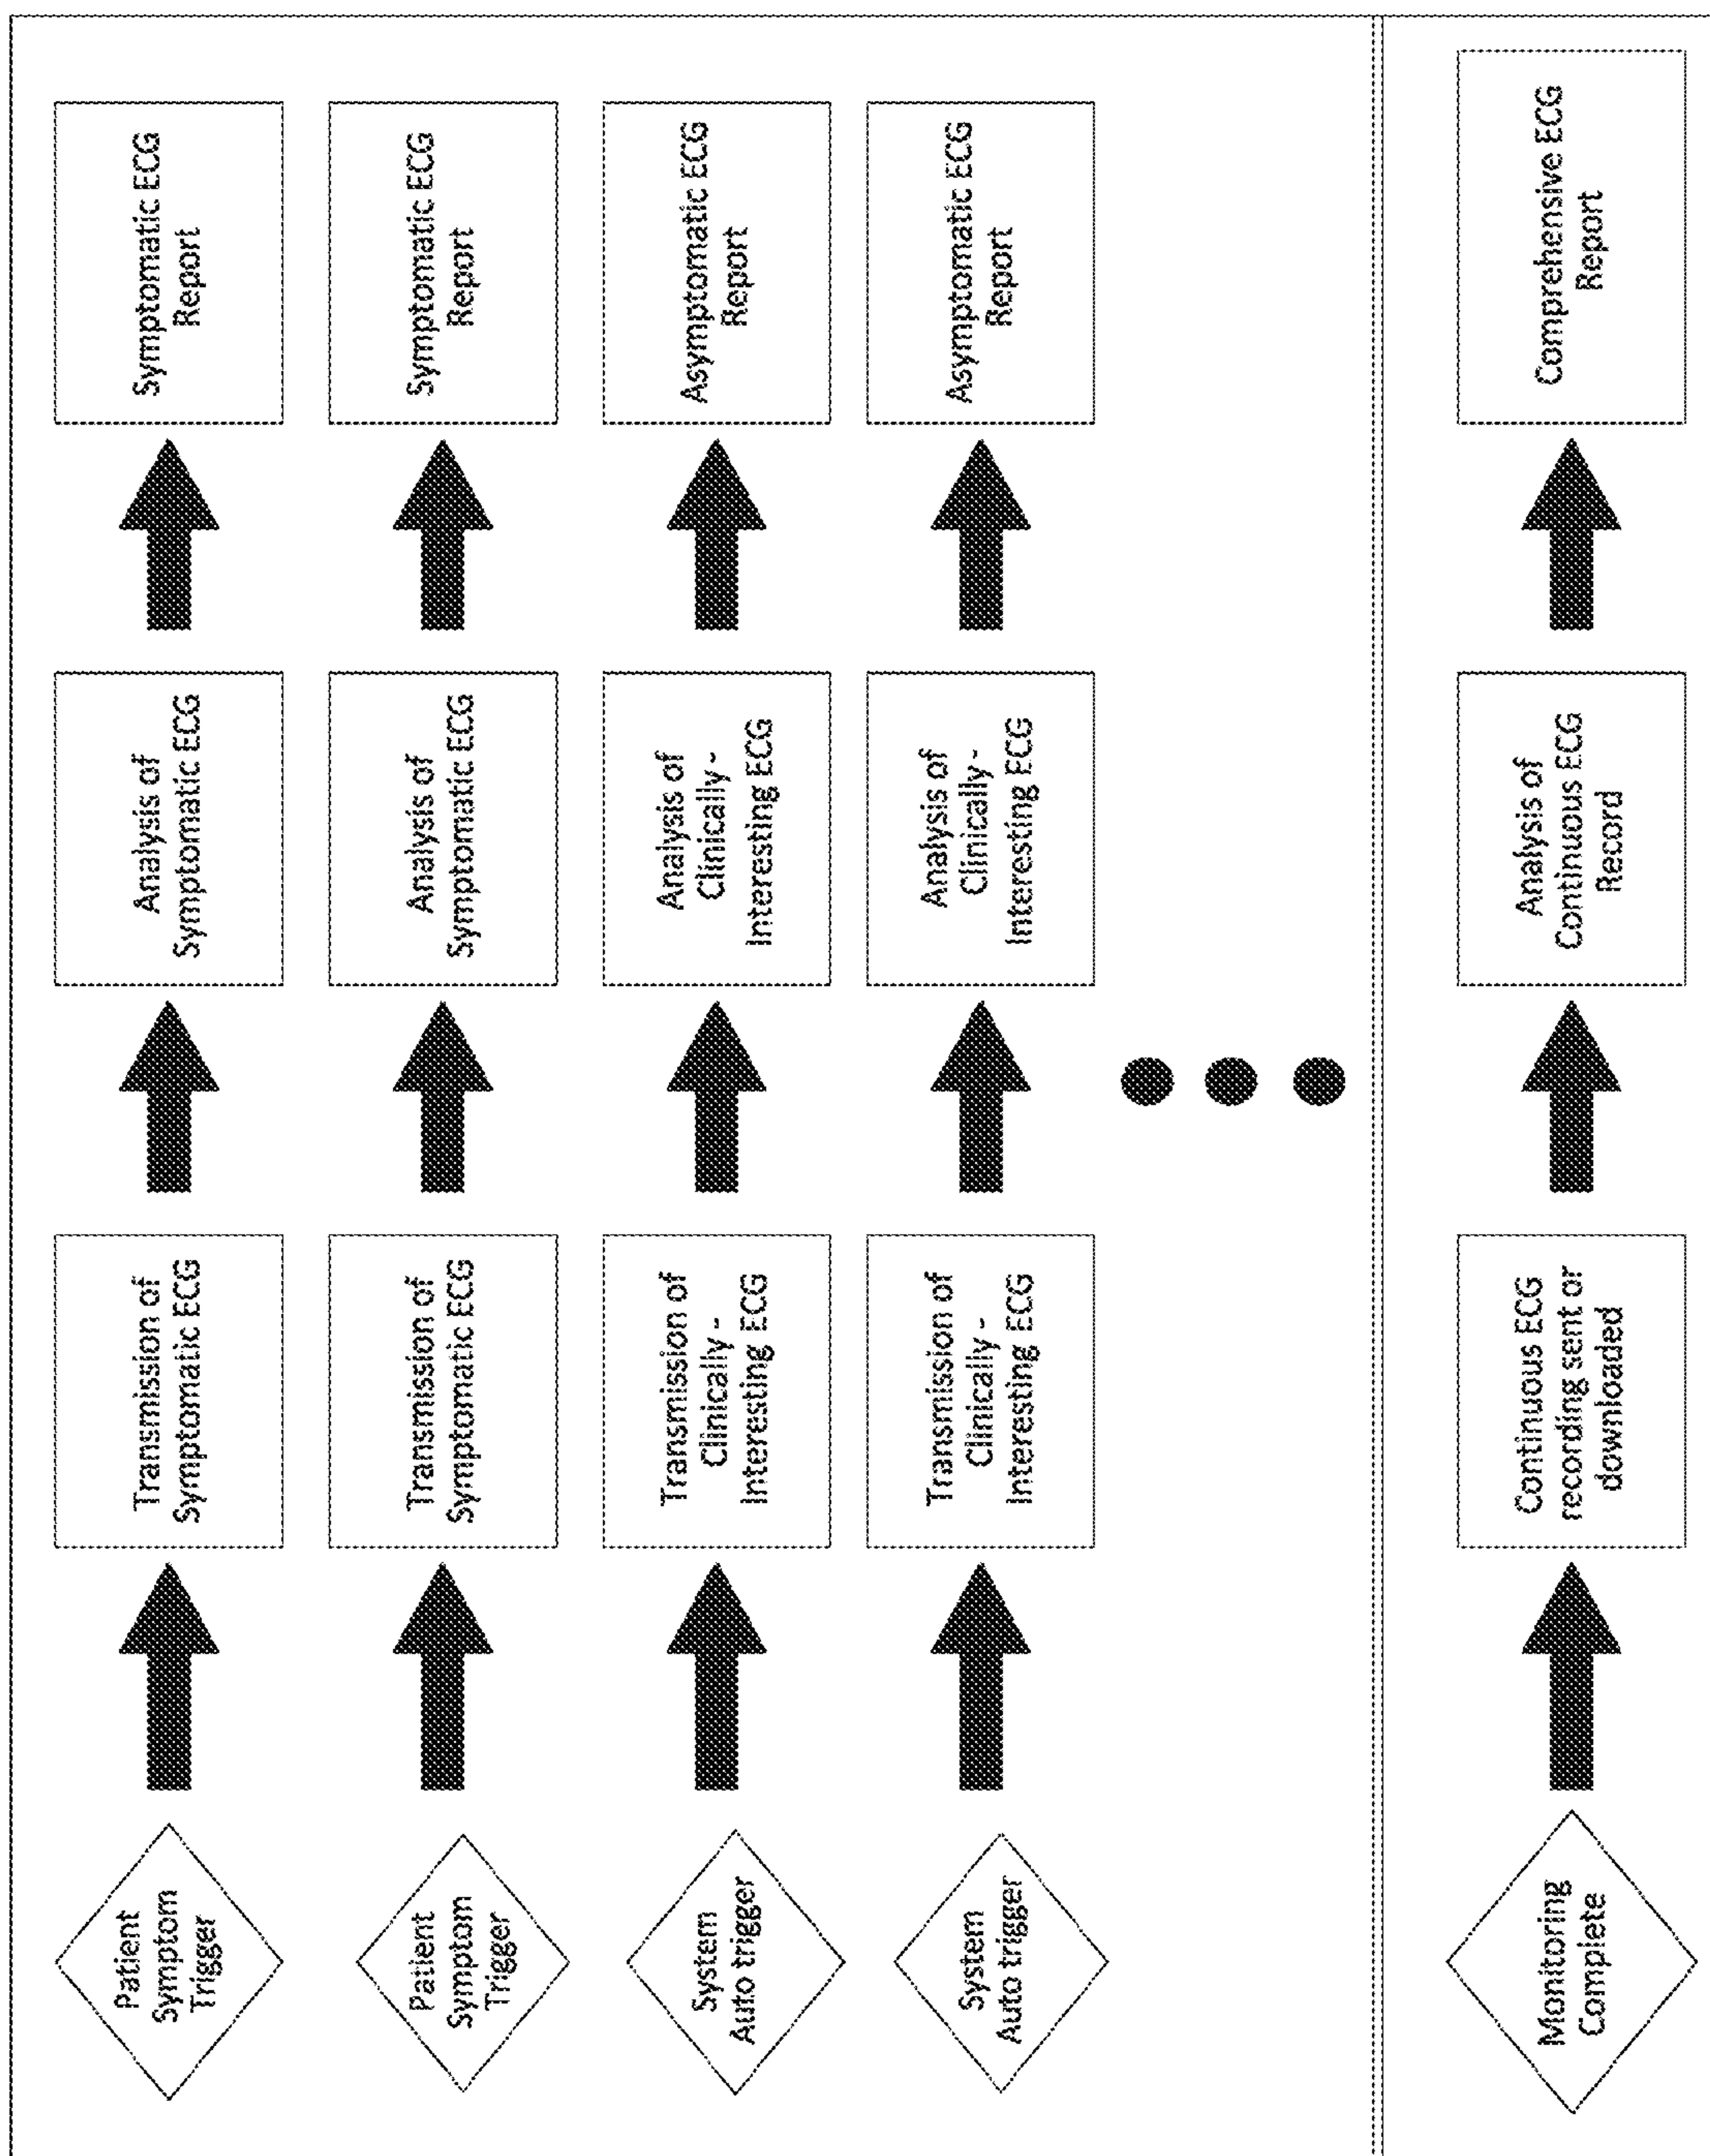 Patient
Symptom
Trigger
Transmission of
Symptomatic ECG
Analysis of
Symptomatic ECG
Symptomatic ECG
Report
Patient
Symptom
Trigger
Transmission of
Symptomatic ECG
Analysis of
Symptomatic ECG
Symptomatic ECG
Report
System
Auto trigger
Transmission of
Clinically -
Interesting ECG
Analysis of
Clinically -
Interesting ECG
Asymptomatic ECG
Report
System
Auto trigger
Transmission of
Clinically -
Interesting ECG
Analysis of
Clinically -
Interesting ECG
Asymptomatic ECG
Report
Monitoring
Complete
Continuous ECG
recording sent or
downloaded
Analysis of
Continuous ECG
Record
Comprehensive ECG
Report